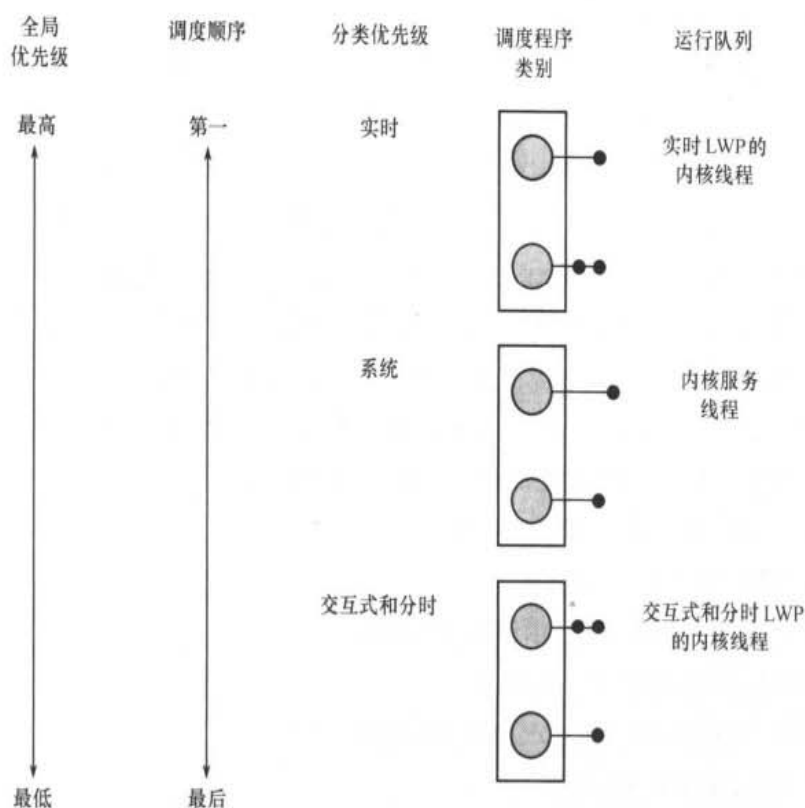 全局
优先级
调度顺序
分类优先级
调度程序
类别
运行队列
最高
第一
实时
实时 LWP 的
内核线程
系统
内核服务
线程
交互式和分时
交互式和分时 LWP
的内核线程
最低
最后